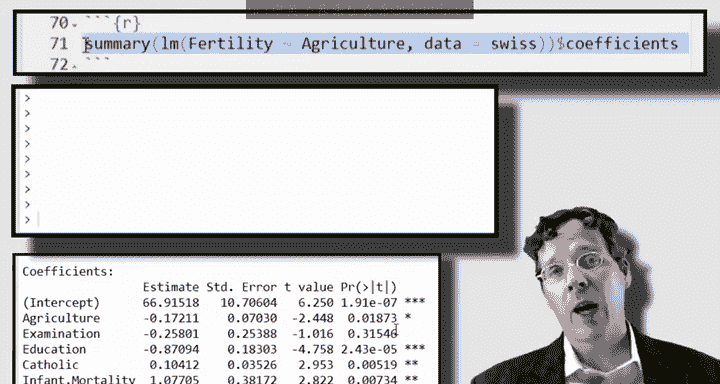 70 ```{r}
71 summary(lm(Fertility ~ Agriculture, data = swiss))$coefficients
72 ```
>
>
>
>
>
>
>
>
>
Coefficients:
Estimate Std. Error t value Pr(>|t|)
(Intercept) 66.91518 10.70604 6.250 1.91e-07 ***
Agriculture -0.17211 0.07030 -2.448 0.01873 *
Examination -0.25801 0.25388 -1.016 0.31546
Education -0.87094 0.18303 -4.758 2.43e-05 ***
Catholic 0.10412 0.03526 2.953 0.00519 **
Infant.Mortality 1.07705 0.38172 2.822 0.00734 **